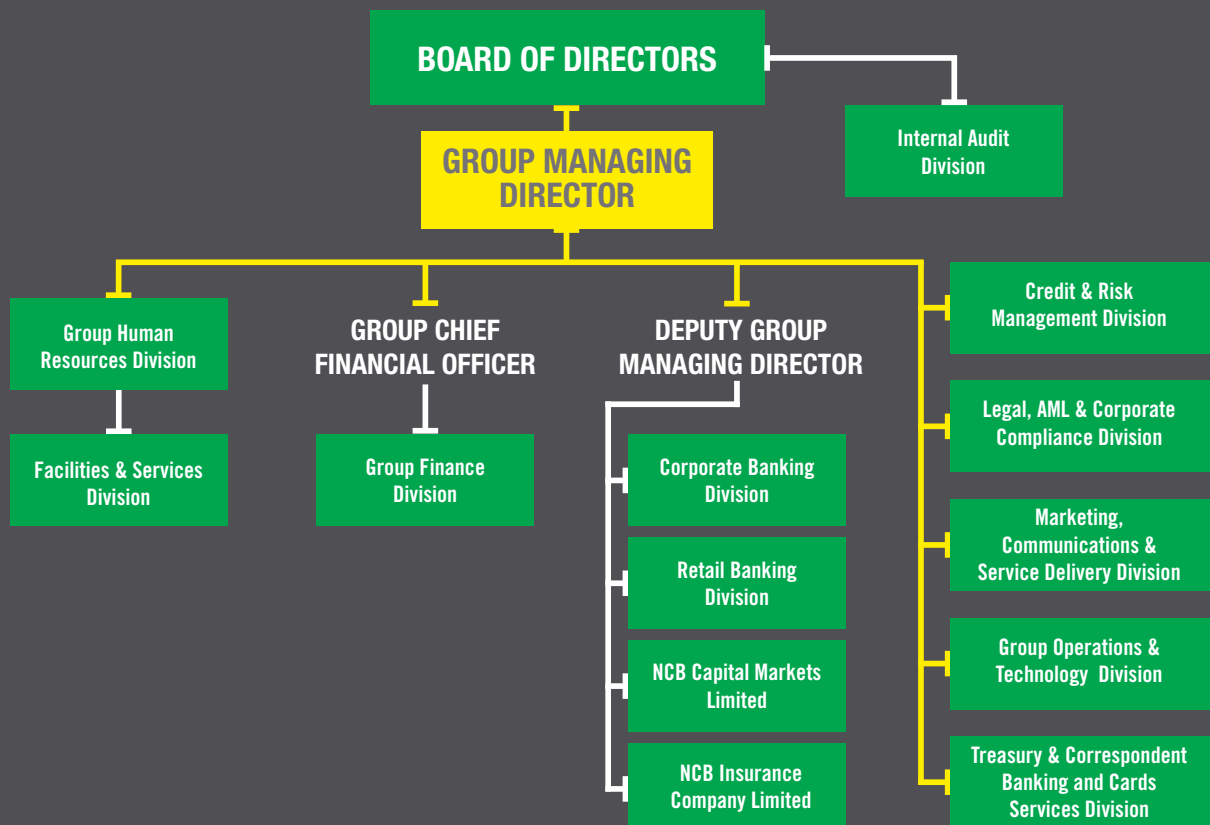 BOARD OF DIRECTORS
Internal Audit
Division
GROUP MANAGING
DIRECTOR
Group Human
Resources Division
Facilities & Services
Division
GROUP CHIEF
FINANCIAL OFFICER
Group Finance
Division
DEPUTY GROUP
MANAGING DIRECTOR
Corporate Banking
Division
Retail Banking
Division
NCB Capital Markets
Limited
NCB Insurance
Company Limited
Credit & Risk
Management Division
Legal, AML & Corporate
Compliance Division
Marketing,
Communications &
Service Delivery Division
Group Operations &
Technology Division
Treasury & Correspondent
Banking and Cards
Services Division